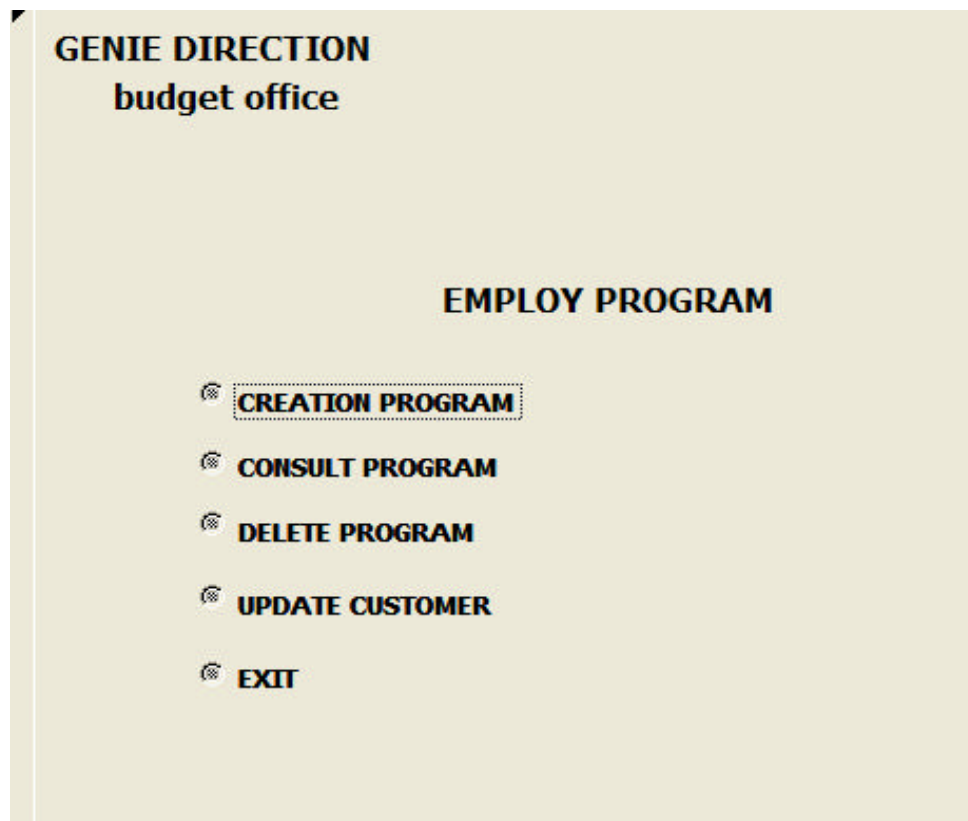 GENIE DIRECTION
budget office
EMPLOY PROGRAM
CREATION PROGRAM
CONSULT PROGRAM
DELETE PROGRAM
UPDATE CUSTOMER
EXIT